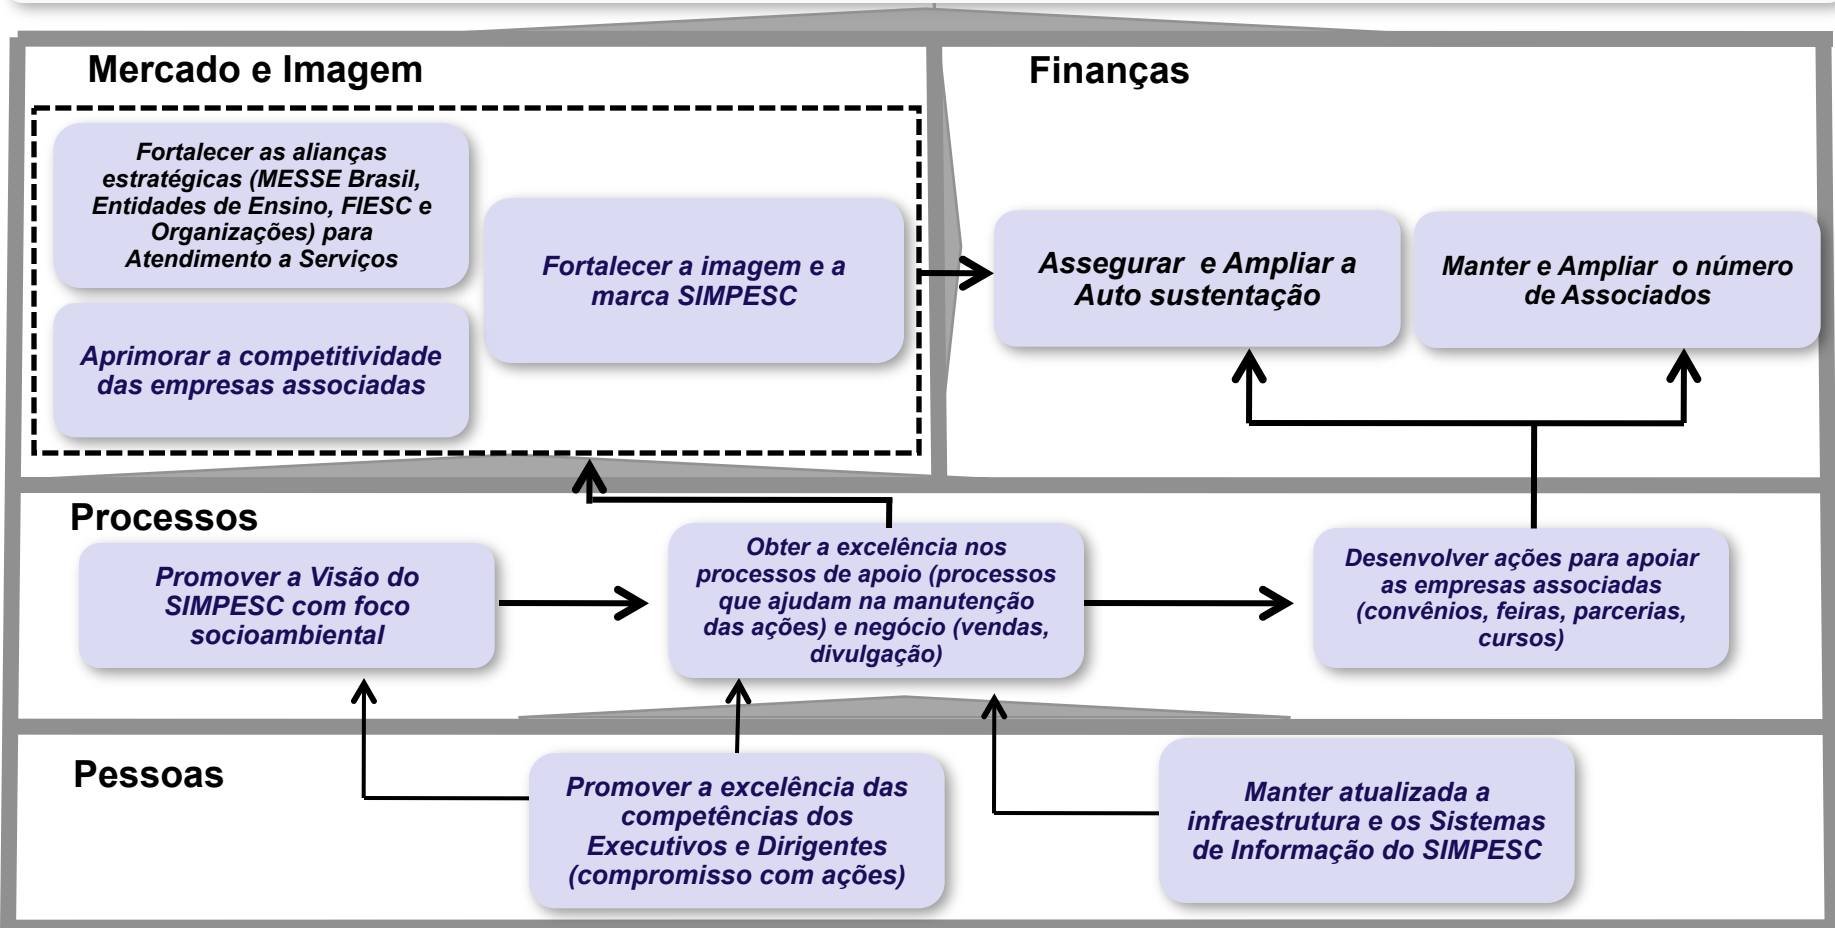 Mercado e Imagem
Fortalecer as alianças
estratégicas (MESSE Brasil,
Entidades de Ensino, FIESC e
Organizações) para
Atendimento a Serviços
Aprimorar a competitividade
das empresas associadas
Fortalecer a imagem e a
marca SIMPESC
Finanças
Assegurar e Ampliar a
Auto sustentação
Manter e Ampliar o número
de Associados
Processos
Promover a Visão do
SIMPESC com foco
socioambiental
Obter a excelência nos
processos de apoio (processos
que ajudam na manutenção
das ações) e negócio (vendas,
divulgação)
Desenvolver ações para apoiar
as empresas associadas
(convênios, feiras, parcerias,
cursos)
Pessoas
Promover a excelência das
competências dos
Executivos e Dirigentes
(compromisso com ações)
Manter atualizada a
infraestrutura e os Sistemas
de Informação do SIMPESC